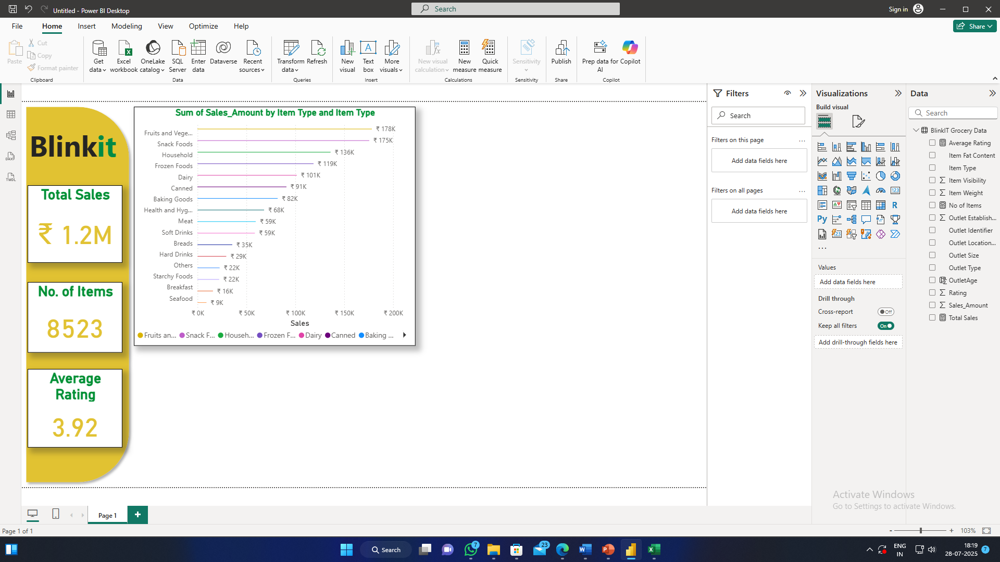 Untitled - Power BI Desktop
Search
Sign in
File
Home
Insert
Modeling
View
Optimize
Help
Share
Paste
Cut
Copy
Format painter
Clipboard
Get data
Excel workbook
OneLake catalog
SQL Server
Enter data
Dataverse
Recent sources
Data
Transform data
Refresh
Queries
New visual
Text box
More visuals
Insert
New visual calculation
New measure
Quick measure
Calculations
Sensitivity
Sensitivity
Publish
Share
Prep data for AI
Copilot
Copilot
Blinkit
Total Sales
₹ 1.2M
No. of Items
8523
Average
Rating
3.92
Sum of Sales_Amount by Item Type and Item Type
Fruits and Vege... ₹ 178K
Snack Foods ₹ 175K
Household ₹ 136K
Frozen Foods ₹ 119K
Dairy ₹ 101K
Canned ₹ 91K
Baking Goods ₹ 82K
Health and Hyg... ₹ 68K
Meat ₹ 59K
Soft Drinks ₹ 59K
Breads ₹ 35K
Hard Drinks ₹ 29K
Others ₹ 22K
Starchy Foods ₹ 22K
Breakfast ₹ 16K
Seafood ₹ 9K
₹ 0K ₹ 50K ₹ 100K ₹ 150K ₹ 200K
Sales
Fruits an... Snack F... Househ... Frozen F... Dairy Canned Baking ...
Filters
Search
Filters on this page ...
Add data fields here
Filters on all pages ...
Add data fields here
Visualizations
Build visual
123
R
Py
123
...
Values
Add data fields here
Drill through
Cross-report Off
Keep all filters On
Add drill-through fields here
Data
Search
BlinkIT Grocery Data
Average Rating
Item Fat Content
Item Type
Item Visibility
Item Weight
No of Items
Outlet Establish...
Outlet Identifier
Outlet Location...
Outlet Size
Outlet Type
OutletAge
Rating
Sales_Amount
Total Sales
DAX
TMDL
Activate Windows
Go to Settings to activate Windows.
Page 1
+
Page 1 of 1
- + 103%
Search
7
23
ENG
IN
18:19
28-07-2025
7